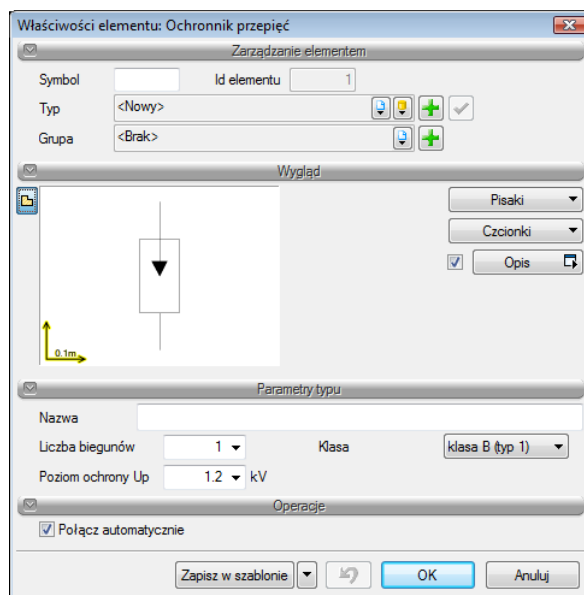 Właściwości elementu: Ochronnik przepięć
Zarządzanie elementem
Symbol Id elementu 1
Typ <Nowy>
Grupa <Brak>
Wygląd
Pisaki
Czcionki
Opis
0.1m
Parametry typu
Nazwa
Liczba biegunów 1 Klasa klasa B (typ 1)
Poziom ochrony Up 1.2 kV
Operacje
Połącz automatycznie
Zapisz w szablonie OK Anuluj